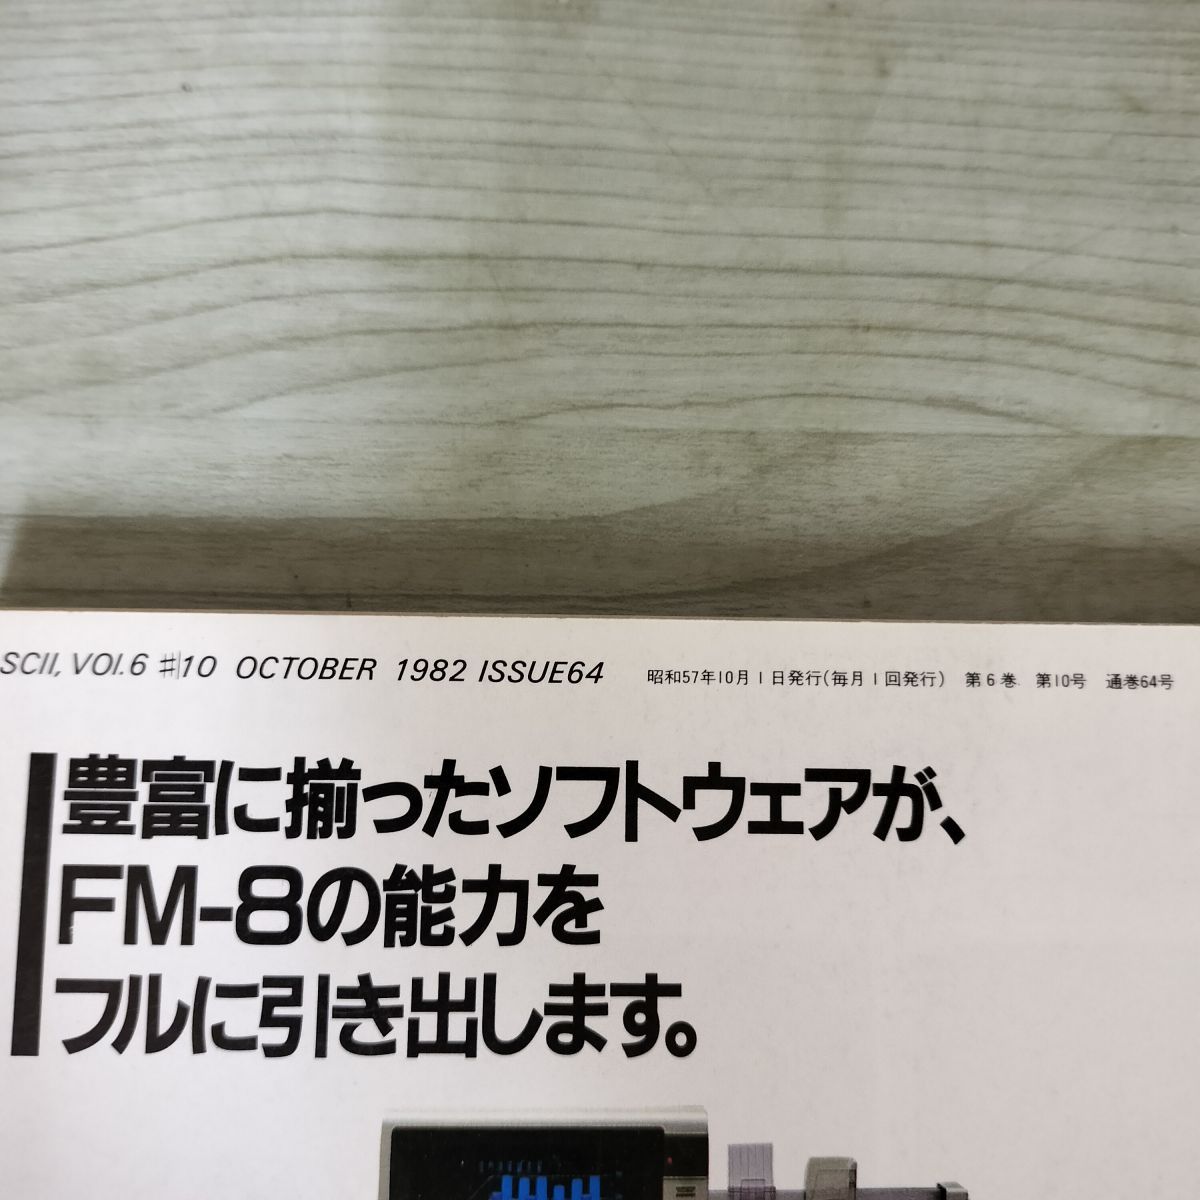 SCII, VOl.6 #10 OCTOBER 1982 ISSUE64 昭和57年10月1日発行(毎月1回発行) 第6巻 第10号 通巻64号
豊富に揃ったソフトウェアが、
FM-8の能力を
フルに引き出します。